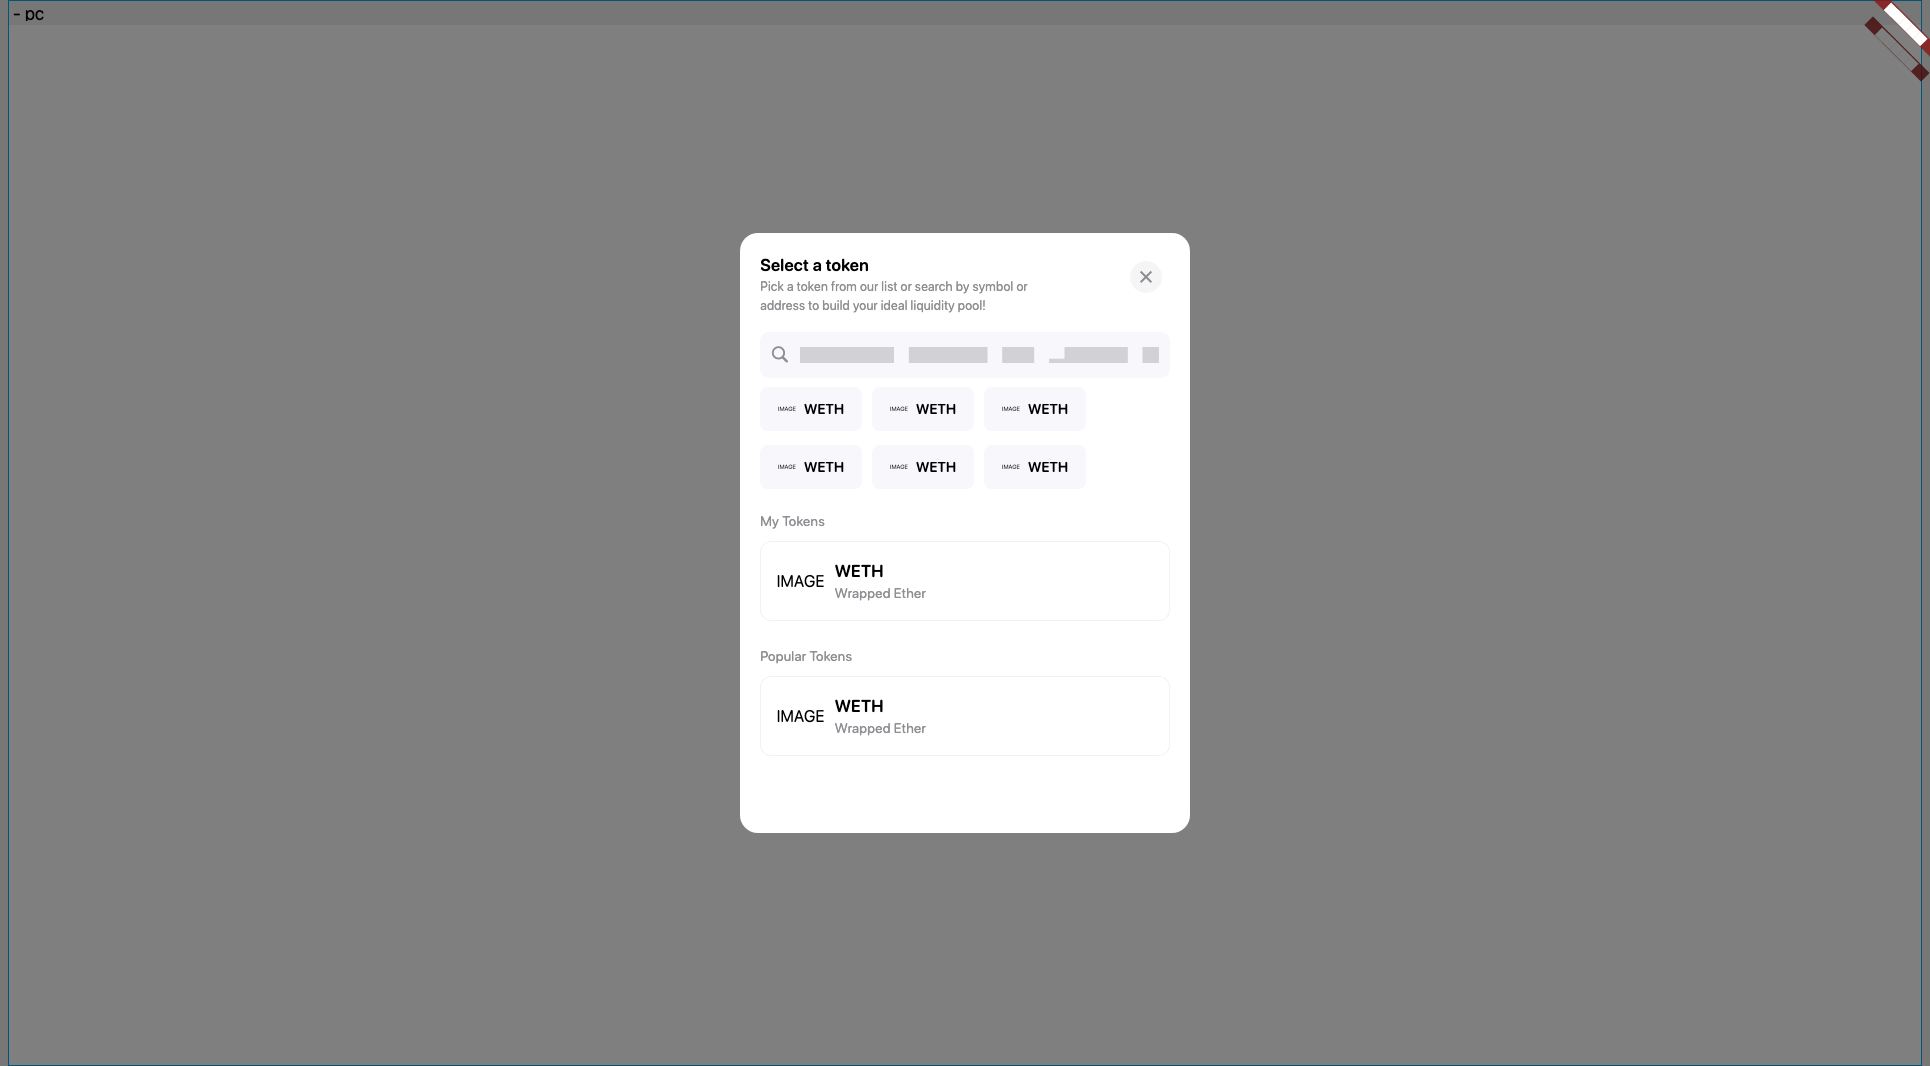 - pc
Select a token
Pick a token from our list or search by symbol or
address to build your ideal liquidity pool!
IMAGE WETH IMAGE WETH IMAGE WETH
IMAGE WETH IMAGE WETH IMAGE WETH
My Tokens
IMAGE
WETH
Wrapped Ether
Popular Tokens
IMAGE
WETH
Wrapped Ether